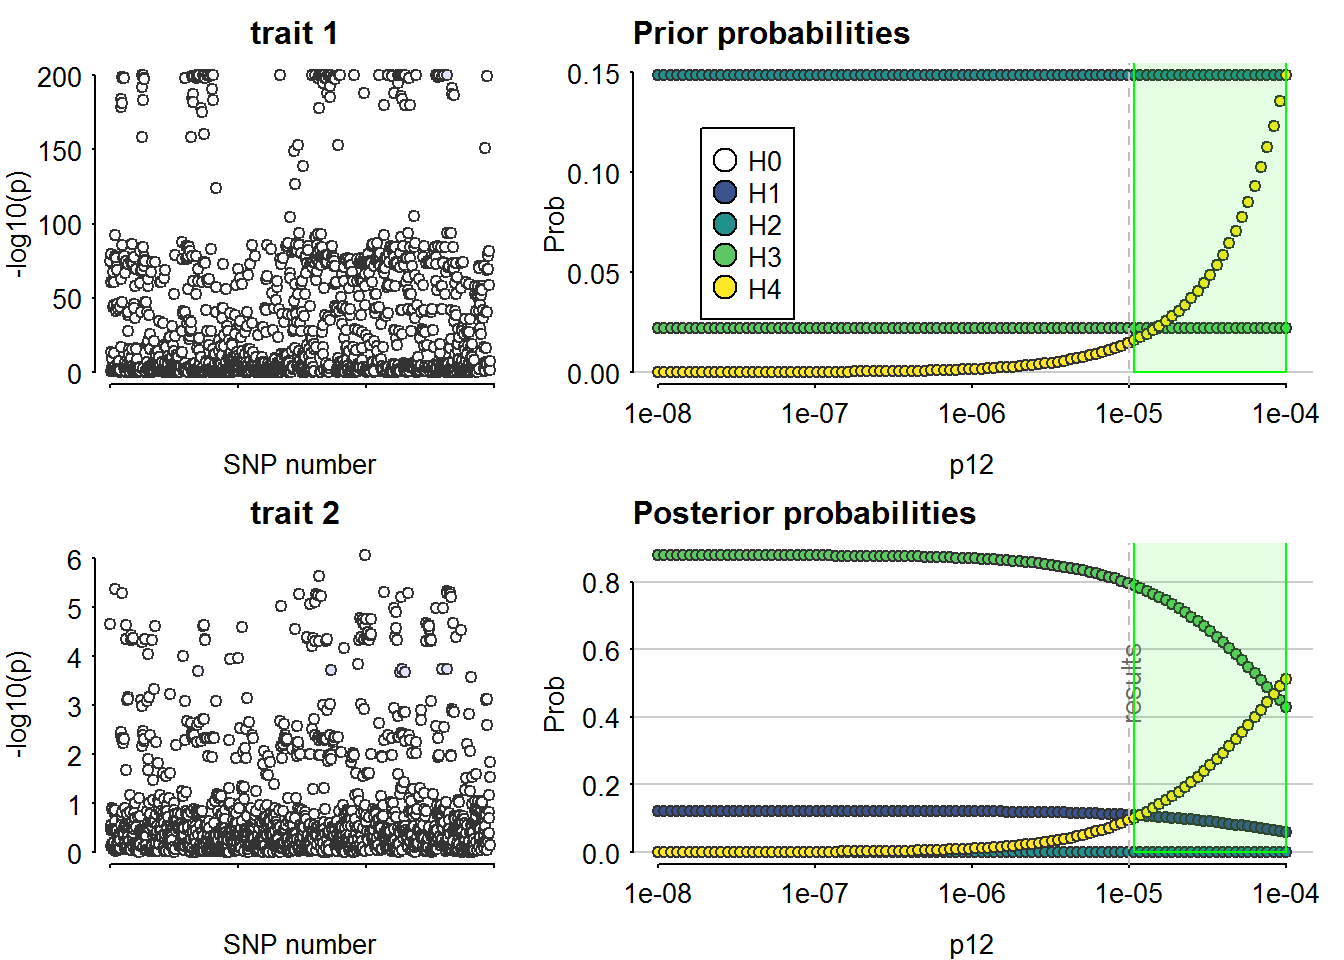 trait 1
200
150
100
50
0
-log10(p)
SNP number
Prior probabilities
0.15
0.10
0.05
0.00
Prob
H0
H1
H2
H3
H4
1e-08 1e-07 1e-06 1e-05 1e-04
p12
trait 2
6
5
4
3
2
1
0
-log10(p)
SNP number
Posterior probabilities
0.8
0.6
0.4
0.2
0.0
Prob
results
1e-08 1e-07 1e-06 1e-05 1e-04
p12